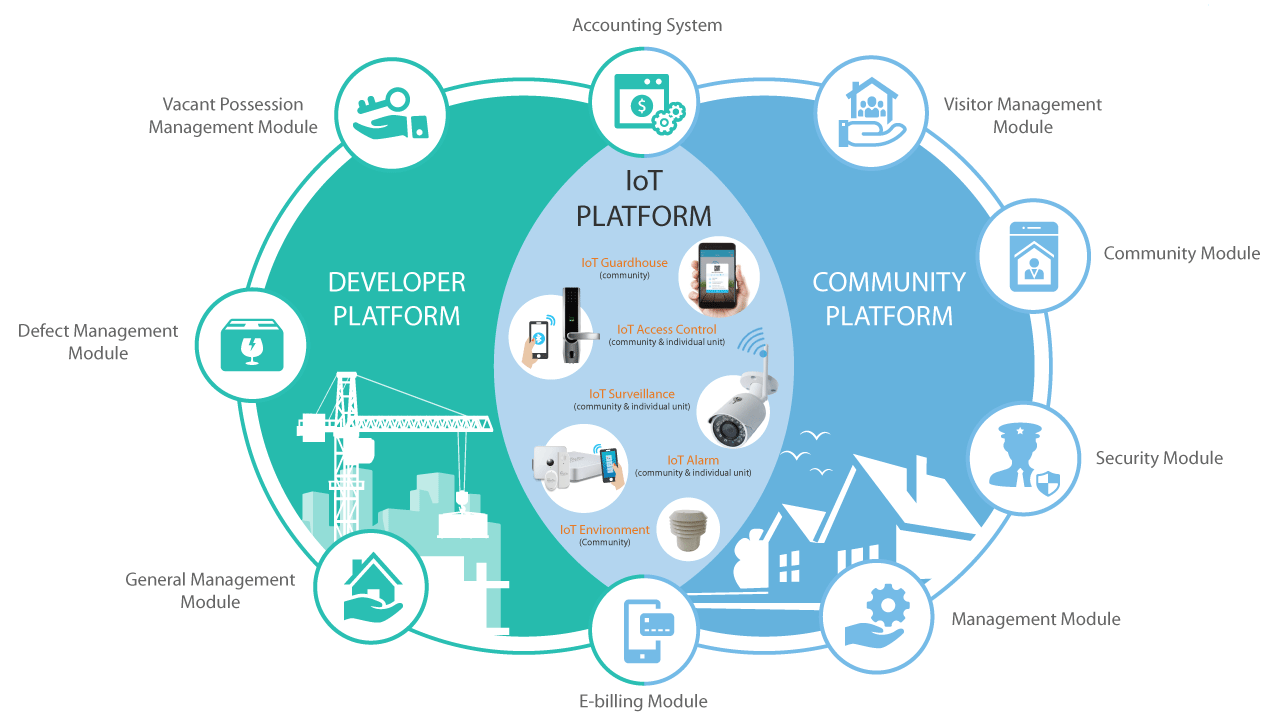 Accounting System
Vacant Possession
Management Module
Visitor Management
Module
IoT
PLATFORM
Community Module
IoT Guardhouse
(community)
DEVELOPER
PLATFORM
COMMUNITY
PLATFORM
Defect Management
Module
IoT Access Control
(community & individual unit)
IoT Surveillance
(community & individual unit)
IoT Alarm
(community & individual unit)
Security Module
IoT Environment
(Community)
General Management
Module
Management Module
E-billing Module